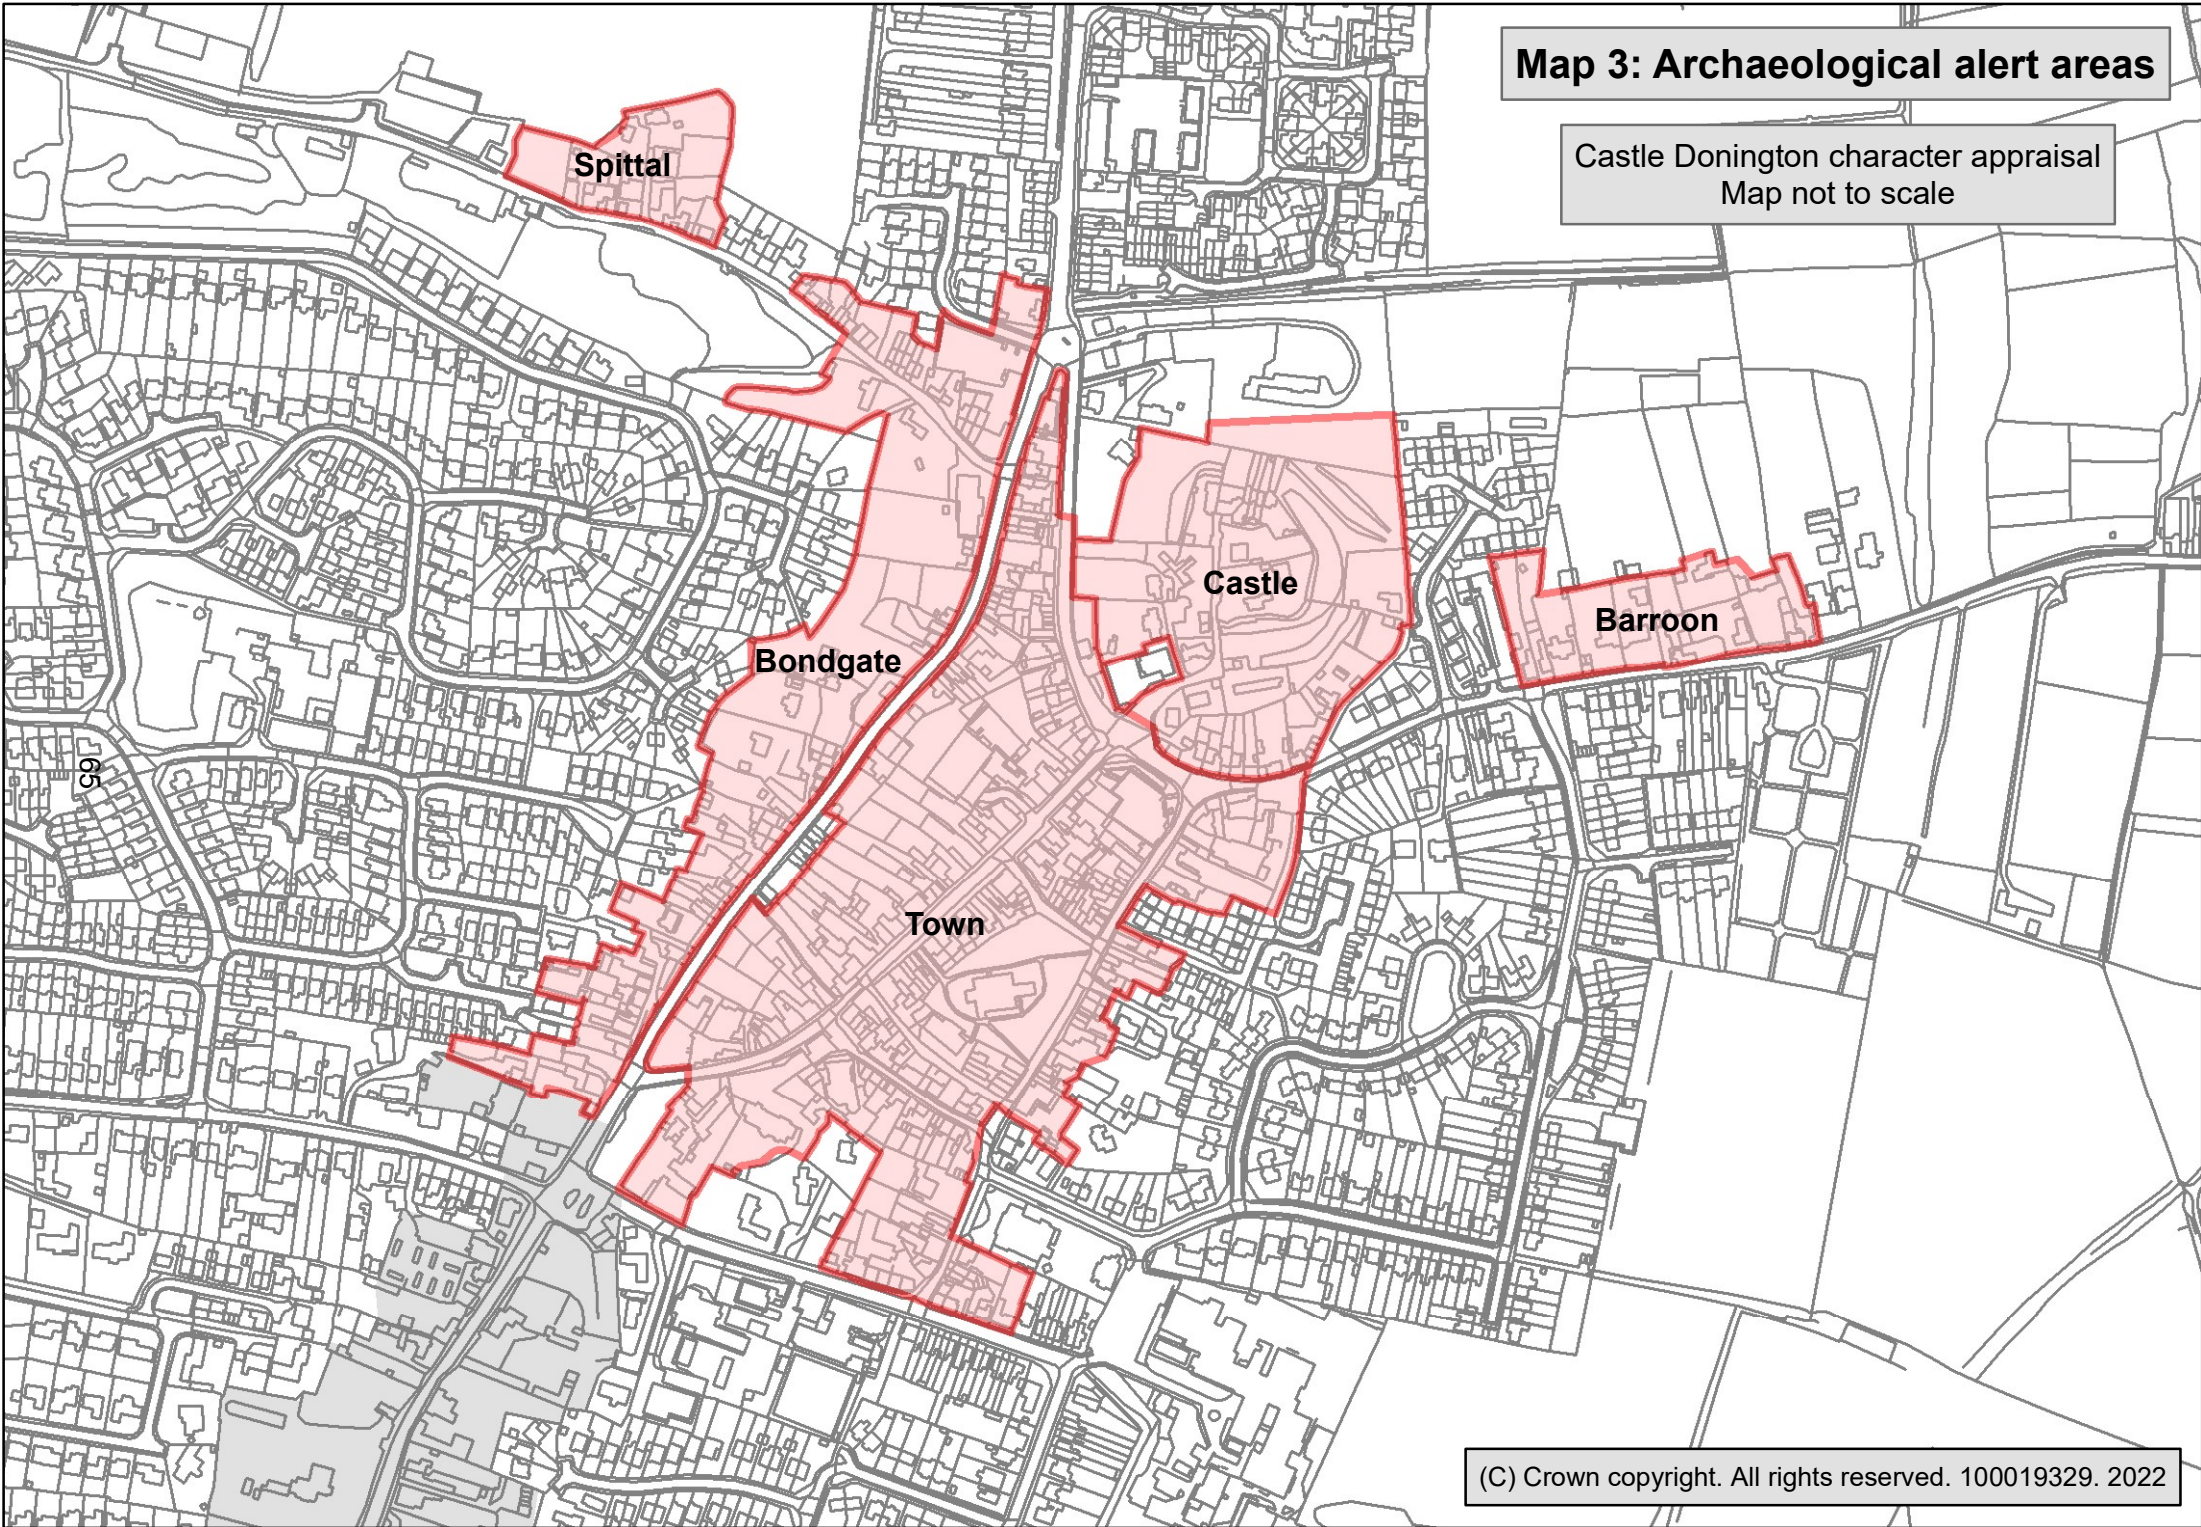 Map 3: Archaeological alert areas
Castle Donington character appraisal
Map not to scale
Spittal
Castle
Barroon
Bondgate
65
Town
(C) Crown copyright. All rights reserved. 100019329. 2022